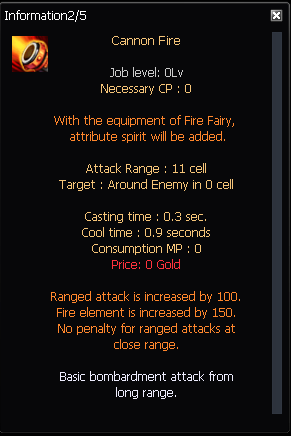 Information2/5
Cannon Fire
Job level: 0Lv
Necessary CP : 0
With the equipment of Fire Fairy,
attribute spirit will be added.
Attack Range : 11 cell
Target : Around Enemy in 0 cell
Casting time : 0.3 sec.
Cool time : 0.9 seconds
Consumption MP : 0
Price: 0 Gold
Ranged attack is increased by 100.
Fire element is increased by 150.
No penalty for ranged attacks at
close range.
Basic bombardment attack from
long range.